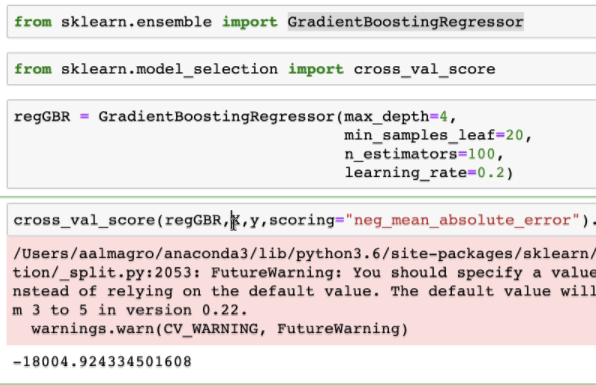 from sklearn.ensemble import GradientBoostingRegressor
from sklearn.model_selection import cross_val_score
regGBR = GradientBoostingRegressor(max_depth=4,
min_samples_leaf=20,
n_estimators=100,
learning_rate=0.2)
cross_val_score(regGBR,X,y,scoring="neg_mean_absolute_error").
/Users/aalmagro/anaconda3/lib/python3.6/site-packages/sklearn/
tion/_split.py:2053: FutureWarning: You should specify a value
nstead of relying on the default value. The default value will
m 3 to 5 in version 0.22.
warnings.warn(CV_WARNING, FutureWarning)
-18004.924334501608